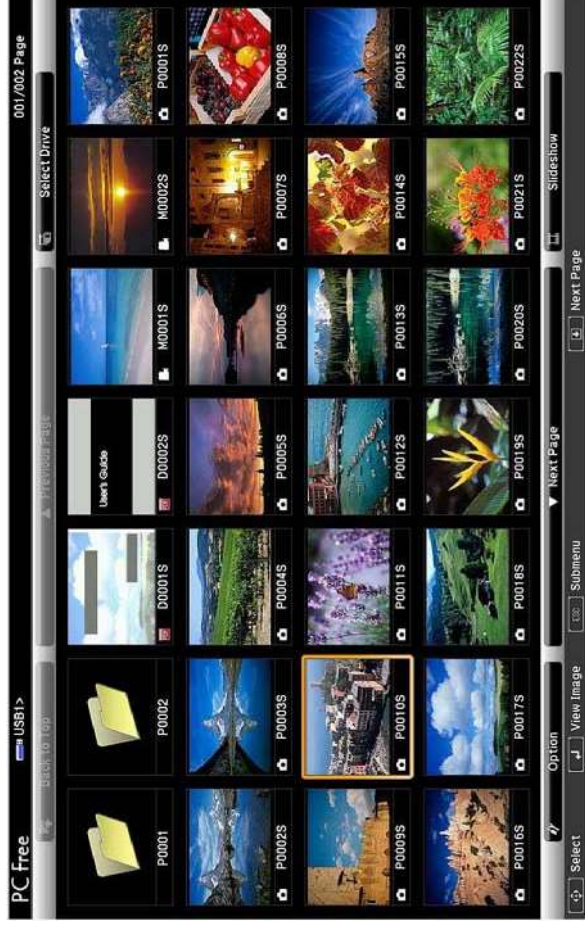 PC Free USB1> 001/002 Page
Back to Top Previous Page Select Drive
P0001 P0002 D0001S D0002S M0001S M0002S P0001S
User's Guide
P0002S P0003S P0004S P0005S P0006S P0007S P0008S
P0009S P0010S P0011S P0012S P0013S P0014S P0015S
P0016S P0017S P0018S P0019S P0020S P0021S P0022S
Option Next Page Slideshow
Select View Image Esc Submenu Next Page